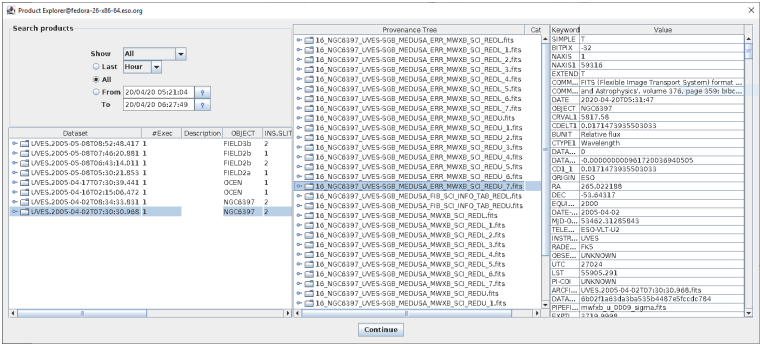 Product Explorer@fedora-26-x86-64.eso.org
Search products
Show All
Last Hour
All
From 20/04/20 05:21:04 ?
To 20/04/20 06:27:49 ?
Dataset #Exec Description OBJECT INS.SLIT
UVES.2005-05-08T08:52:48.417 1 FIELD3b 2
UVES.2005-05-08T07:46:20.881 1 FIELD2b 1
UVES.2005-05-08T06:43:14.011 1 FIELD2b 2
UVES.2005-05-08T05:30:21.853 1 FIELD2a 1
UVES.2005-04-17T07:30:39.441 1 OCEN 1
UVES.2005-04-16T02:15:06.472 1 OCEN 1
UVES.2005-04-02T08:34:33.831 1 NGC6397 2
UVES.2005-04-02T07:30:30.968 1 NGC6397 2
Provenance Tree Cat
16_NGC6397_UVES-SGB_MEDUSA_ERR_MWXB_SCI_REDL.fits
16_NGC6397_UVES-SGB_MEDUSA_ERR_MWXB_SCI_REDL_1.fits
16_NGC6397_UVES-SGB_MEDUSA_ERR_MWXB_SCI_REDL_2.fits
16_NGC6397_UVES-SGB_MEDUSA_ERR_MWXB_SCI_REDL_3.fits
16_NGC6397_UVES-SGB_MEDUSA_ERR_MWXB_SCI_REDL_4.fits
16_NGC6397_UVES-SGB_MEDUSA_ERR_MWXB_SCI_REDL_5.fits
16_NGC6397_UVES-SGB_MEDUSA_ERR_MWXB_SCI_REDL_6.fits
16_NGC6397_UVES-SGB_MEDUSA_ERR_MWXB_SCI_REDL_7.fits
16_NGC6397_UVES-SGB_MEDUSA_ERR_MWXB_SCI_REDU.fits
16_NGC6397_UVES-SGB_MEDUSA_ERR_MWXB_SCI_REDU_1.fits
16_NGC6397_UVES-SGB_MEDUSA_ERR_MWXB_SCI_REDU_2.fits
16_NGC6397_UVES-SGB_MEDUSA_ERR_MWXB_SCI_REDU_3.fits
16_NGC6397_UVES-SGB_MEDUSA_ERR_MWXB_SCI_REDU_4.fits
16_NGC6397_UVES-SGB_MEDUSA_ERR_MWXB_SCI_REDU_5.fits
16_NGC6397_UVES-SGB_MEDUSA_ERR_MWXB_SCI_REDU_6.fits
16_NGC6397_UVES-SGB_MEDUSA_ERR_MWXB_SCI_REDU_7.fits
16_NGC6397_UVES-SGB_MEDUSA_FIB_SCI_INFO_TAB_REDL.fits
16_NGC6397_UVES-SGB_MEDUSA_FIB_SCI_INFO_TAB_REDU.fits
16_NGC6397_UVES-SGB_MEDUSA_MWXB_SCI_REDL.fits
16_NGC6397_UVES-SGB_MEDUSA_MWXB_SCI_REDL_1.fits
16_NGC6397_UVES-SGB_MEDUSA_MWXB_SCI_REDL_2.fits
16_NGC6397_UVES-SGB_MEDUSA_MWXB_SCI_REDL_3.fits
16_NGC6397_UVES-SGB_MEDUSA_MWXB_SCI_REDL_4.fits
16_NGC6397_UVES-SGB_MEDUSA_MWXB_SCI_REDL_5.fits
16_NGC6397_UVES-SGB_MEDUSA_MWXB_SCI_REDL_6.fits
16_NGC6397_UVES-SGB_MEDUSA_MWXB_SCI_REDL_7.fits
16_NGC6397_UVES-SGB_MEDUSA_MWXB_SCI_REDU.fits
16_NGC6397_UVES-SGB_MEDUSA_MWXB_SCI_REDU_1.fits
Keyword Value
SIMPLE T
BITPIX -32
NAXIS 1
NAXIS1 59316
EXTEND T
COMM... FITS (Flexible Image Transport System) format ...
COMM... and Astrophysics', volume 376, page 359; bibc...
DATE 2020-04-20T05:31:47
OBJECT NGC6397
CRVAL1 5817.58
CDELT1 0.0171473935503033
BUNIT Relative flux
CTYPE1 Wavelength
DATA... 0
DATA... -0.000000000961720036940505
CD1_1 0.0171473935503033
ORIGIN ESO
RA 265.022188
DEC -53.64317
EQUI... 2000
DATE-... 2005-04-02
MJD-O... 53462.31285843
TELE... ESO-VLT-U2
INSTR... UVES
RADE... FK5
OBSE... UNKNOWN
UTC 27024
LST 55905.291
PI-COI UNKNOWN
ARCFI... UVES.2005-04-02T07:30:30.968.fits
DATA... 6b02f1a63da3ba535b4487e5fccdc784
PIPEFI... mwfxb_u_0009_sigma.fits
EXPT... 3719.9998
Continue